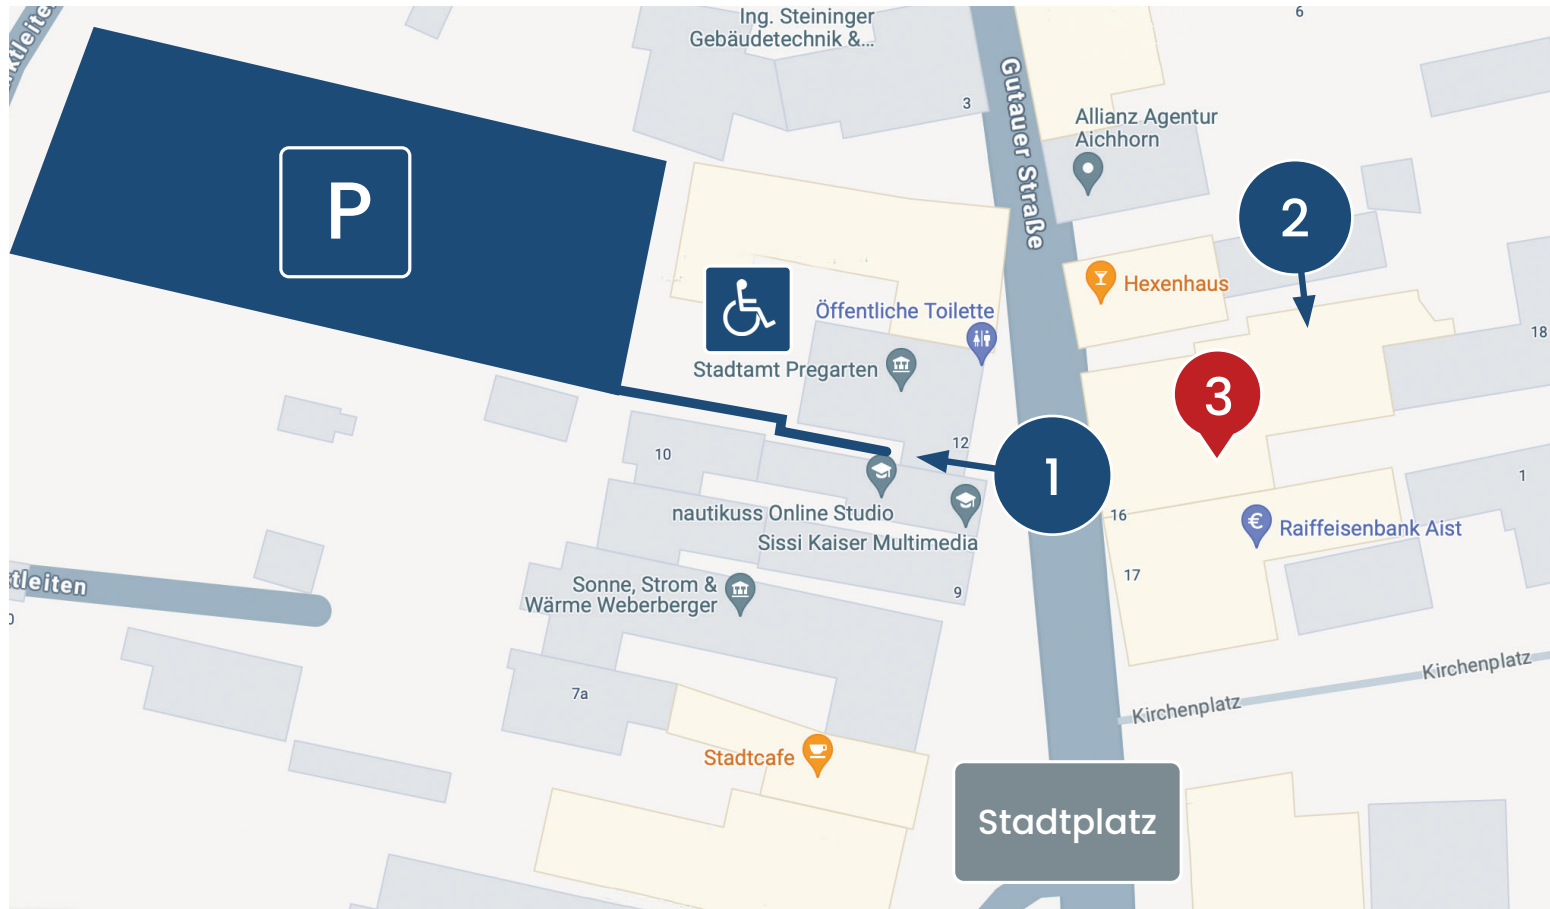 Ing. Steininger
Gebäudetechnik &...
6
3
Gutauer Straße
Allianz Agentur
Aichhorn
P
2
Hexenhaus
Öffentliche Toilette
Stadtamt Pregarten
18
3
12
10
1
1
nautikuss Online Studio
16
Raiffeisenbank Aist
Sissi Kaiser Multimedia
17
tleiten
Sonne, Strom &
Wärme Weberberger
9
Kirchenplatz
7a
Kirchenplatz
Stadtcafe
Stadtplatz